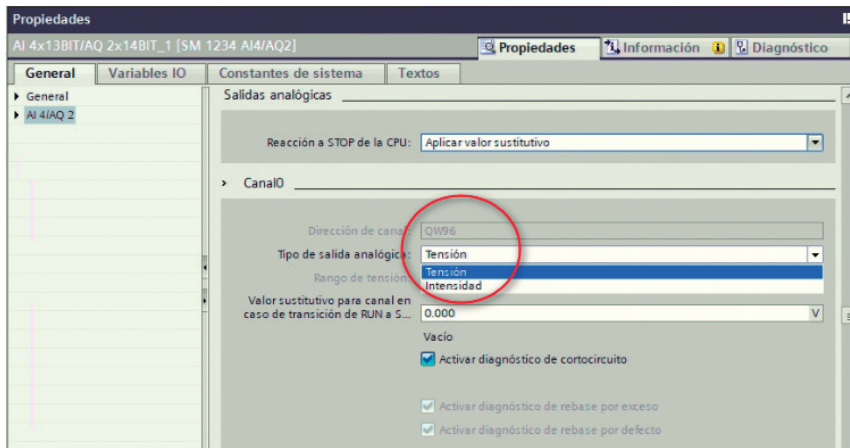 Propiedades
AI 4x13BIT/AQ 2x14BIT_1 [SM 1234 AI4/AQ2]
Propiedades
Información
Diagnóstico
General
Variables IO
Constantes de sistema
Textos
General
AI 4/AQ 2
Salidas analógicas
Reacción a STOP de la CPU: Aplicar valor sustitutivo
Canal0
Dirección de canal: QW96
Tipo de salida analógica: Tensión
Tensión
Rango de tensión:
Intensidad
Valor sustitutivo para canal en
caso de transición de RUN a S... 0.000 V
Vacío
Activar diagnóstico de cortocircuito
Activar diagnóstico de rebase por exceso
Activar diagnóstico de rebase por defecto